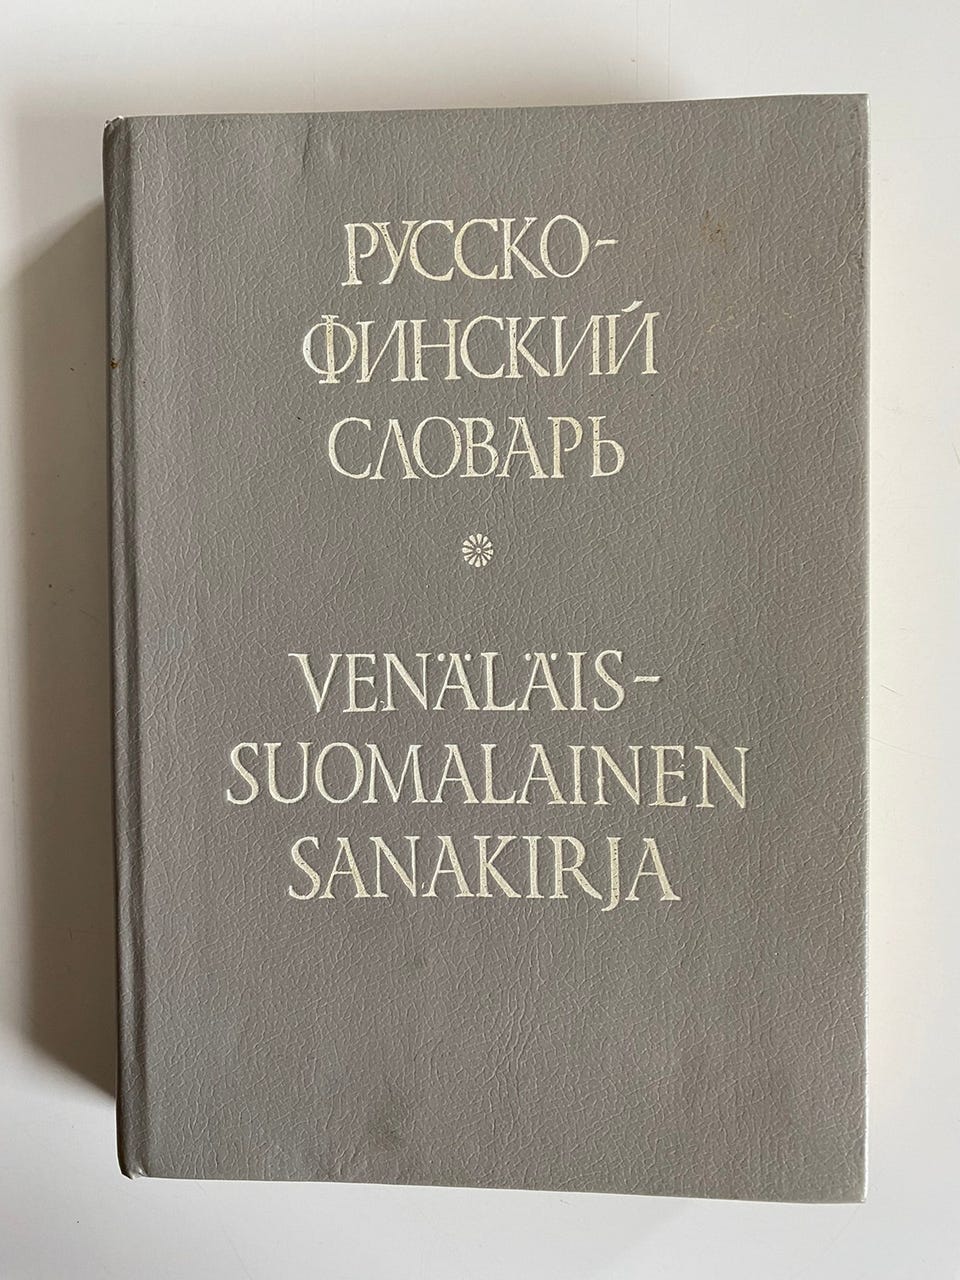 РУССКО-
ФИНСКИЙ
СЛОВАРЬ
VENÄLÄIS-
SUOMALAINEN
SANAKIRJA